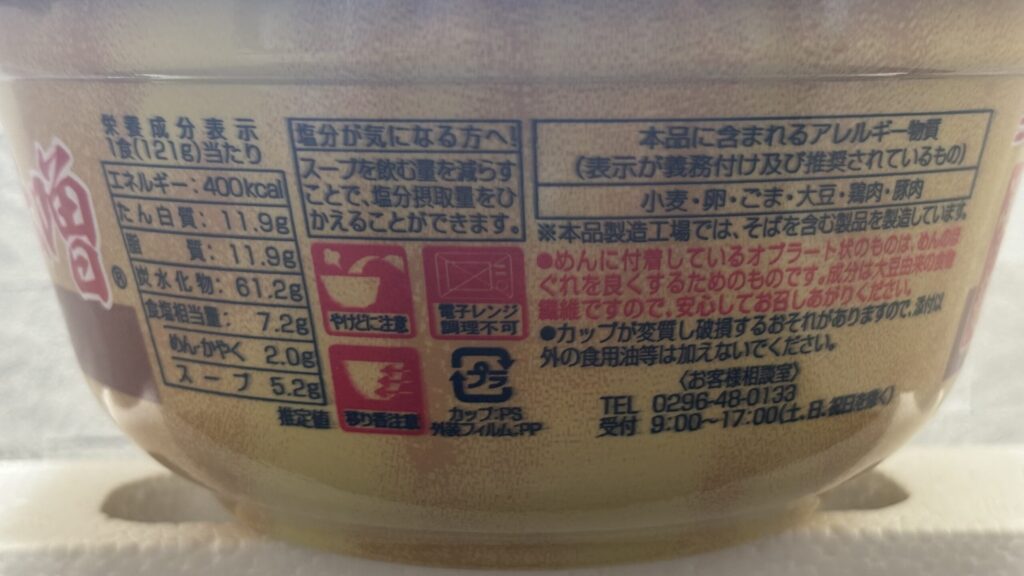 増
®
栄養成分表示
1食(121g)当たり
エネルギー:400kcal
たん白質: 11.9g
脂 質: 11.9g
炭水化物: 61.2g
食塩相当量: 7.2g
めん・かやく 2.0g
スープ 5.2g
推定値
塩分が気になる方へ!
スープを飲む量を減らす
ことで、塩分摂取量をひ
かえることができます。
やけどに注意
電子レンジ
調理不可
移り香注意
プラ
カップ:PS
外装フィルム:PP
本品に含まれるアレルギー物質
(表示が義務付け及び推奨されているもの)
小麦・卵・ごま・大豆・鶏肉・豚肉
※本品製造工場では、そばを含む製品を製造しています。
●めんに付着しているオブラート状のものは、めんの
ぐれを良くするためのものです。成分は大豆由来の食物
繊維ですので、安心してお召しあがりください。
●カップが変質し破損するおそれがありますので、添付以
外の食用油等は加えないでください。
〈お客様相談室〉
TEL 0296-48-0133
受付 9:00〜17:00(土、日、祝日を除く)